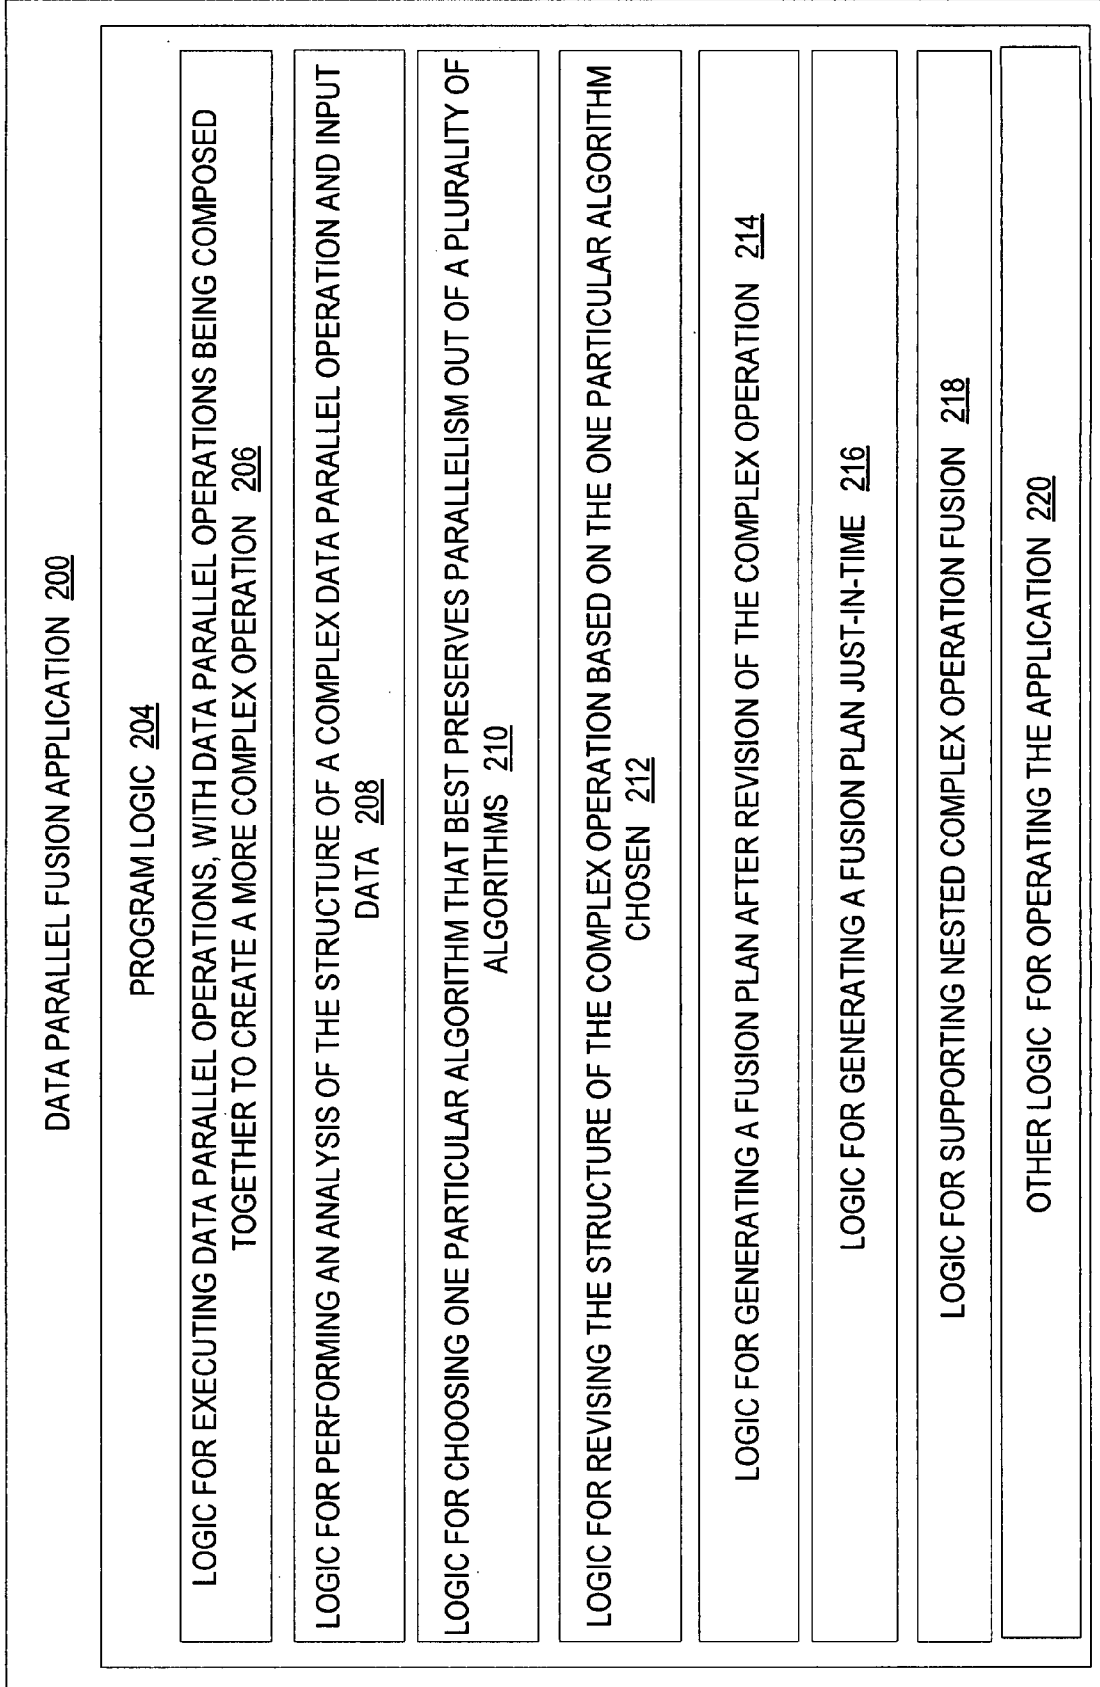 DATA PARALLEL FUSION APPLICATION 200
PROGRAM LOGIC 204
LOGIC FOR EXECUTING DATA PARALLEL OPERATIONS, WITH DATA PARALLEL OPERATIONS BEING COMPOSED
TOGETHER TO CREATE A MORE COMPLEX OPERATION 206
LOGIC FOR PERFORMING AN ANALYSIS OF THE STRUCTURE OF A COMPLEX DATA PARALLEL OPERATION AND INPUT
DATA 208
LOGIC FOR CHOOSING ONE PARTICULAR ALGORITHM THAT BEST PRESERVES PARALLELISM OUT OF A PLURALITY OF
ALGORITHMS 210
LOGIC FOR REVISING THE STRUCTURE OF THE COMPLEX OPERATION BASED ON THE ONE PARTICULAR ALGORITHM
CHOSEN 212
LOGIC FOR GENERATING A FUSION PLAN AFTER REVISION OF THE COMPLEX OPERATION 214
LOGIC FOR GENERATING A FUSION PLAN JUST-IN-TIME 216
LOGIC FOR SUPPORTING NESTED COMPLEX OPERATION FUSION 218
OTHER LOGIC FOR OPERATING THE APPLICATION 220